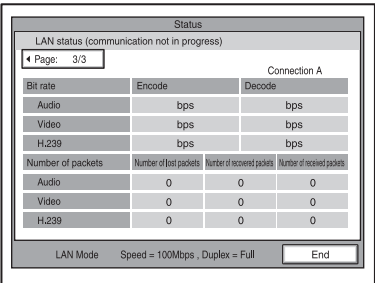 Status
LAN status (communication not in progress)
Page: 3/3
Connection A
Bit rate Encode Decode
Audio bps bps
Video bps bps
H.239 bps bps
Number of packets Number of lost packets Number of recovered packets Number of received packets
Audio 0 0 0
Video 0 0 0
H.239 0 0 0
LAN Mode Speed = 100Mbps , Duplex = Full End